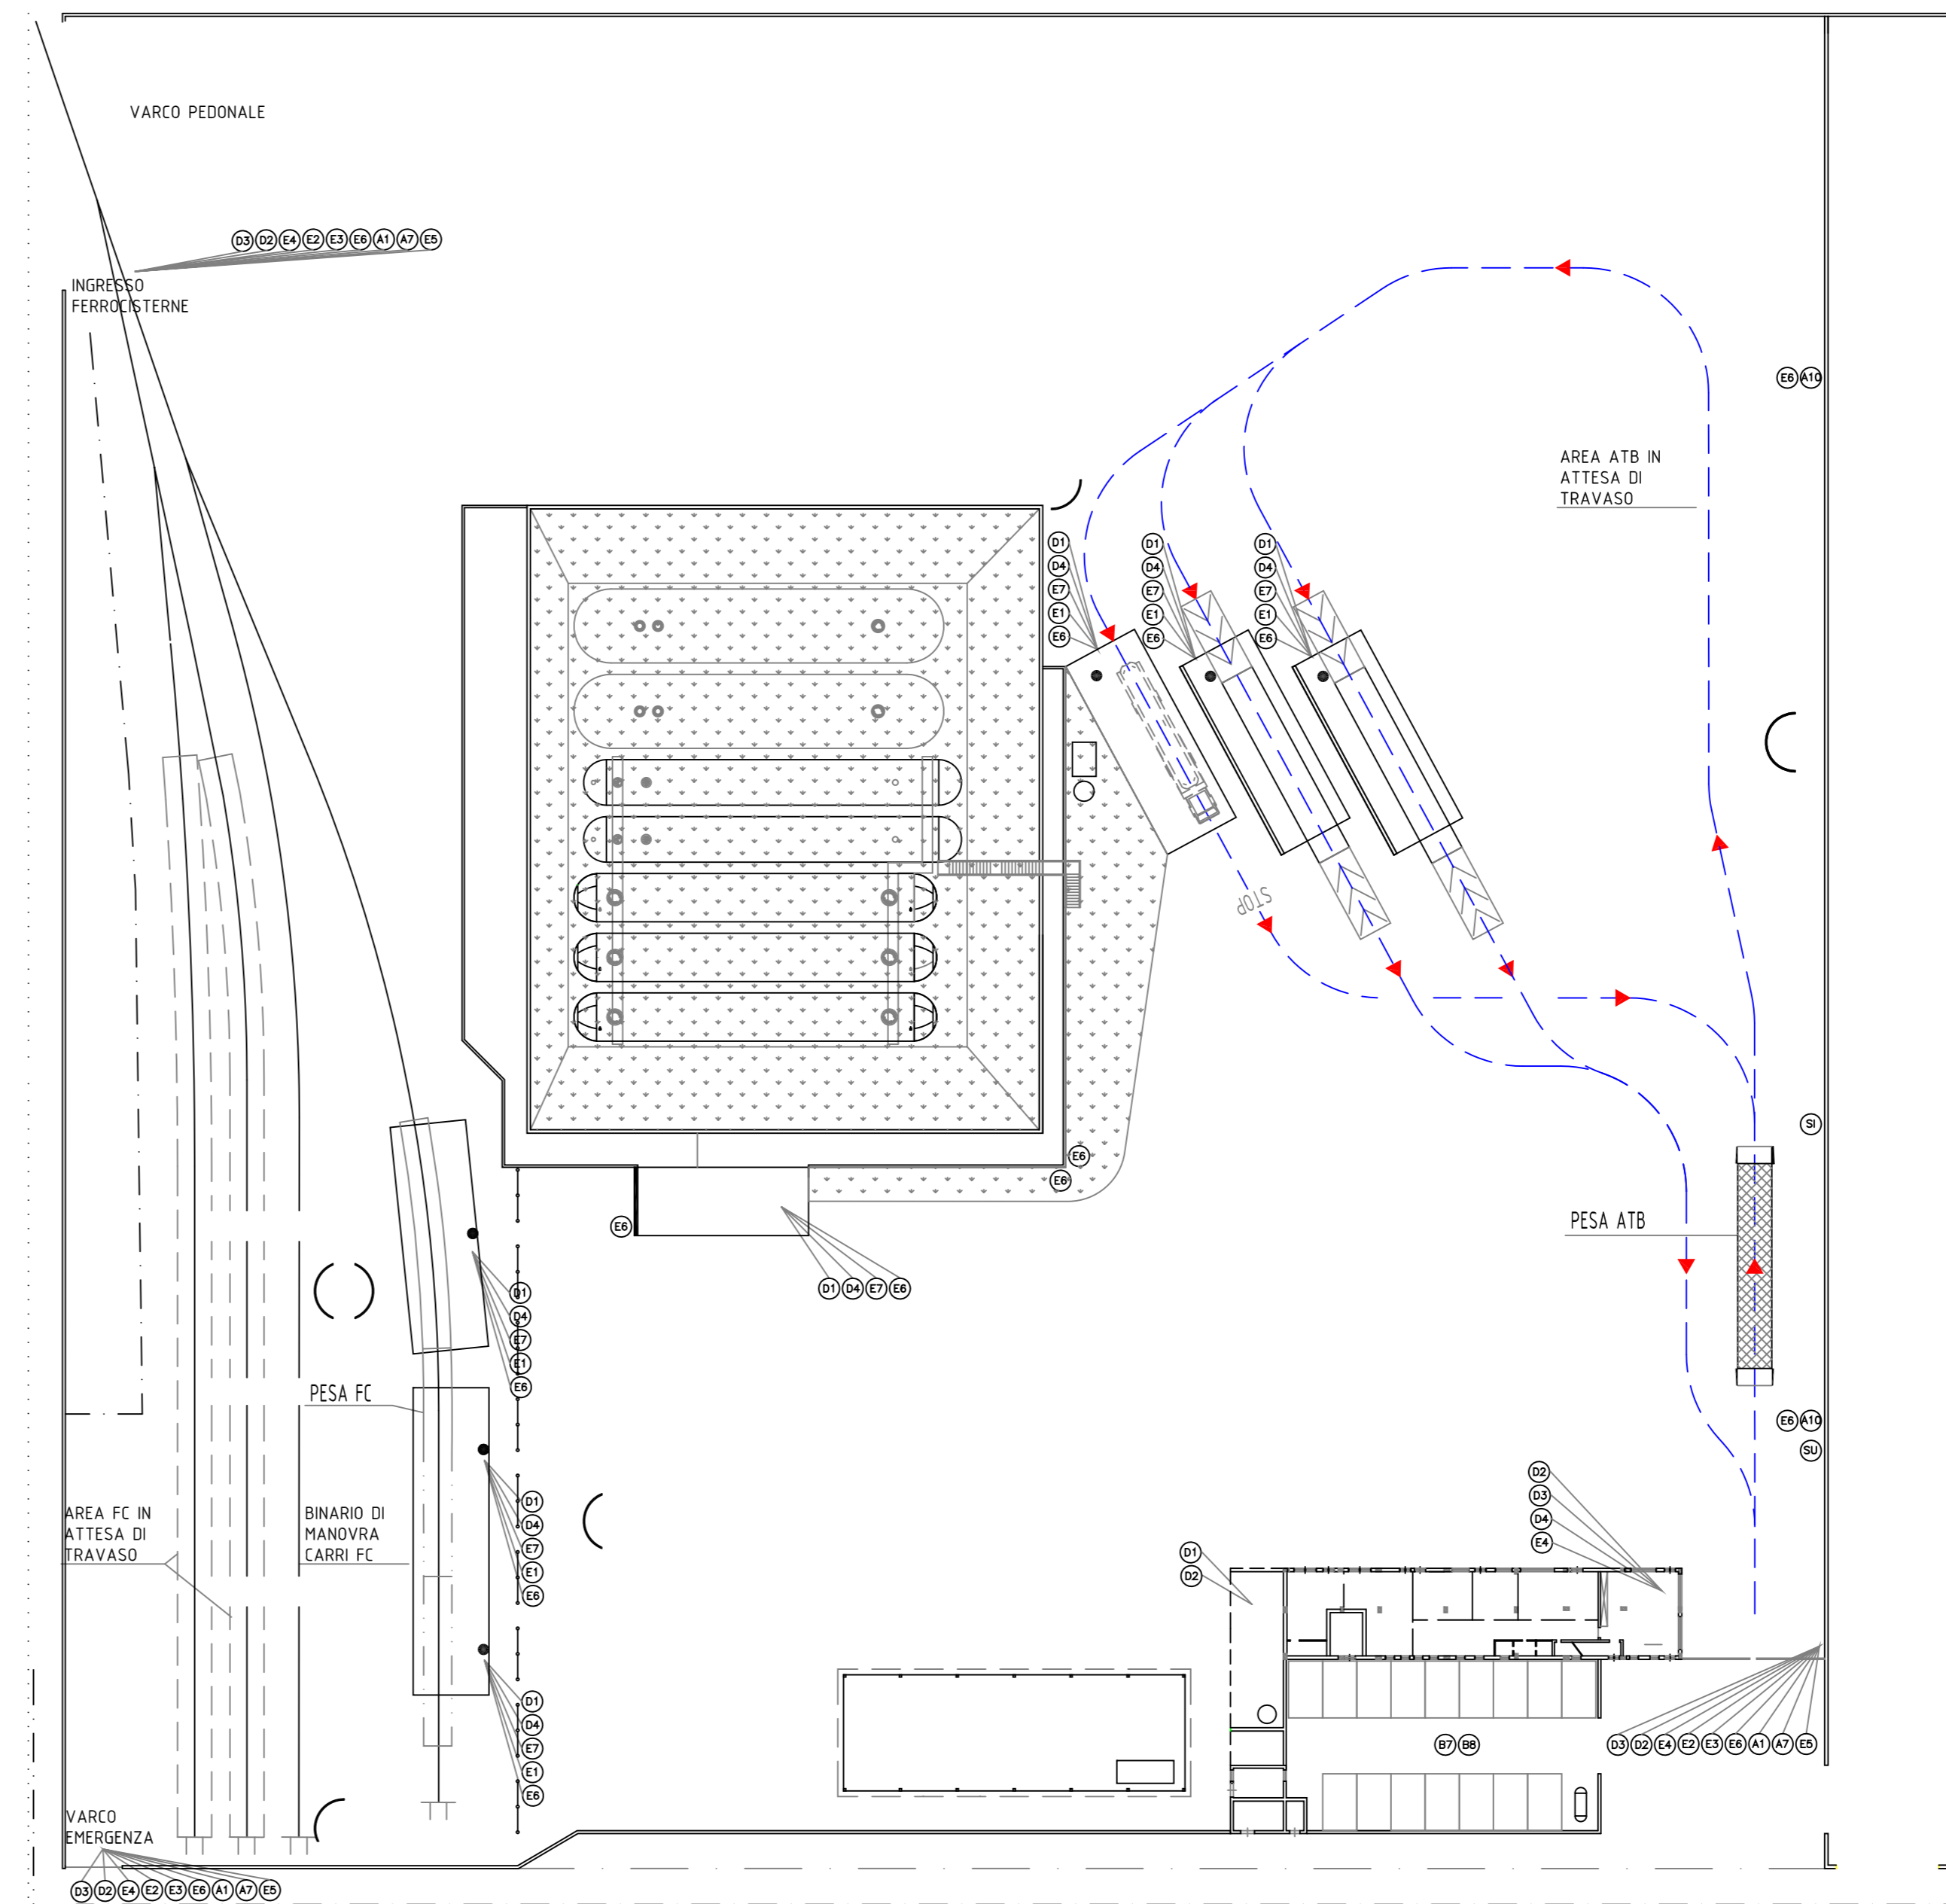 VARCO PEDONALE
D3 D2 E4 E2 E3 E6 A1 A7 E5
INGRESSO
FERROCISTERNE
E6 A10
AREA ATB IN
ATTESA DI
TRAVASO
D1
D4
E7
E1
E6
D1
D4
E7
E1
E6
D1
D4
E7
E1
E6
STOP
SI
E6
E6
E6
PESA ATB
D1 D4 E7 E6
D1
D4
E7
E1
E6
PESA FC
E6 A10
SU
D2
D3
D4
E4
D1
D4
E7
E1
E6
AREA FC IN
ATTESA DI
TRAVASO
BINARIO DI
MANOVRA
CARRI FC
D1
D2
D1
D4
E7
E1
E6
B7 B8
D3 D2 E4 E2 E3 E6 A1 A7 E5
VARCO
EMERGENZA
D3 D2 E4 E2 E3 E6 A1 A7 E5